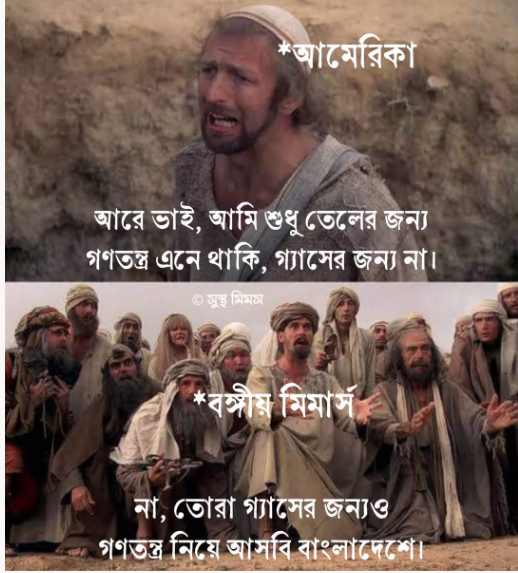 *আমেরিকা
আরে ভাই, আমি শুধু তেলের জন্য
গণতন্ত্র এনে থাকি, গ্যাসের জন্য না।
© সুস্থ মিমস
*বঙ্গীয় মিমার্স
না, তোরা গ্যাসের জন্যও
গণতন্ত্র নিয়ে আসবি বাংলাদেশে।